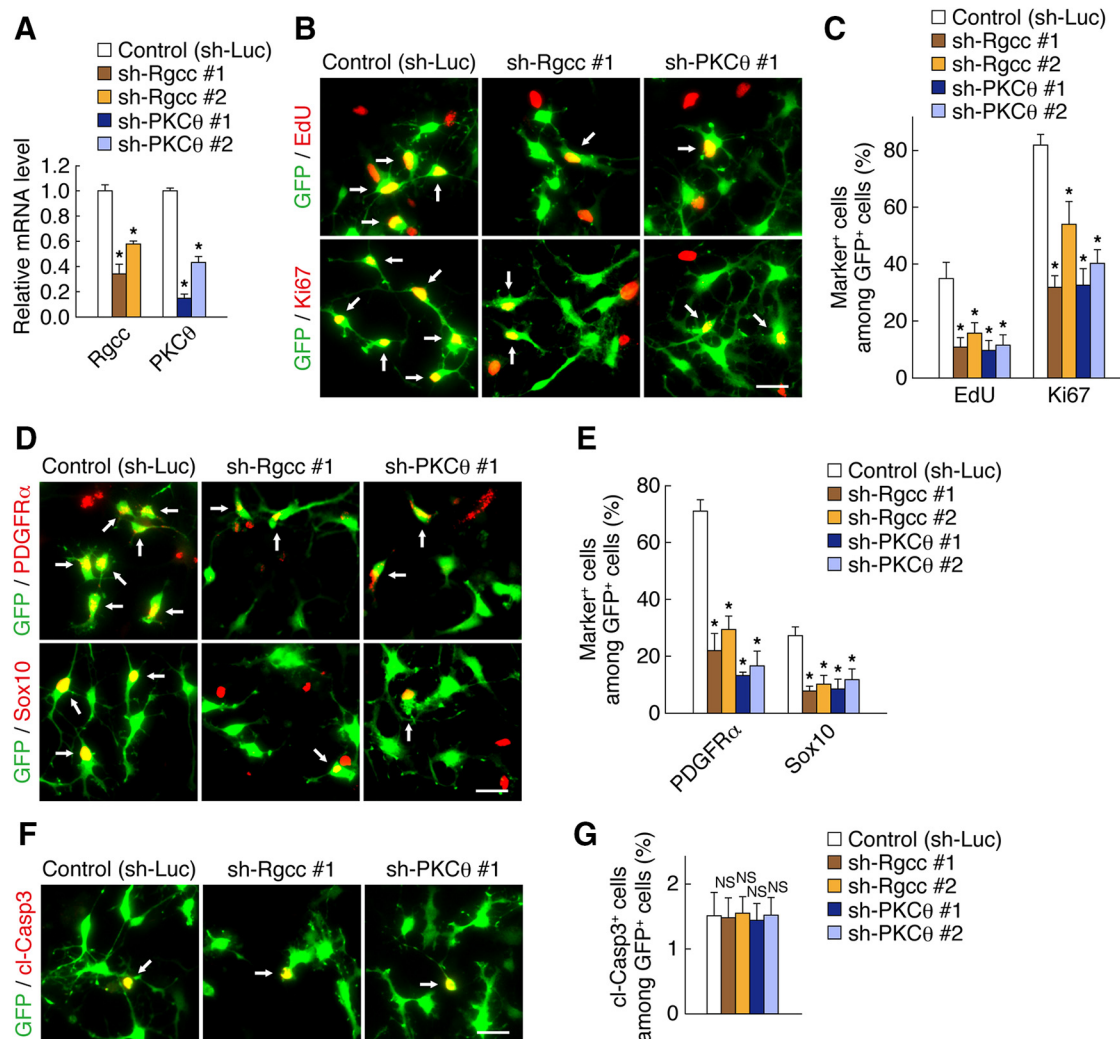 A
Control (sh-Luc)
sh-Rgcc #1
sh-Rgcc #2
sh-PKCθ #1
sh-PKCθ #2
Relative mRNA level
1.2
1.0
0.8
0.6
0.4
0.2
0.0
* * * *
Rgcc
PKCθ
B
Control (sh-Luc) sh-Rgcc #1 sh-PKCθ #1
GFP / EdU
GFP / Ki67
C
Control (sh-Luc)
sh-Rgcc #1
sh-Rgcc #2
sh-PKCθ #1
sh-PKCθ #2
Marker⁺ cells
among GFP⁺ cells (%)
80
60
40
20
0
* * * * * * * *
EdU Ki67
D
Control (sh-Luc) sh-Rgcc #1 sh-PKCθ #1
GFP / PDGFRα
GFP / Sox10
E
Control (sh-Luc)
sh-Rgcc #1
sh-Rgcc #2
sh-PKCθ #1
sh-PKCθ #2
Marker⁺ cells
among GFP⁺ cells (%)
80
60
40
20
0
* * * * * * * *
PDGFRα
Sox10
F
Control (sh-Luc) sh-Rgcc #1 sh-PKCθ #1
GFP / cl-Casp3
G
Control (sh-Luc)
sh-Rgcc #1
sh-Rgcc #2
sh-PKCθ #1
sh-PKCθ #2
cl-Casp3⁺ cells
among GFP⁺ cells (%)
2
1
0
NS NS NS NS